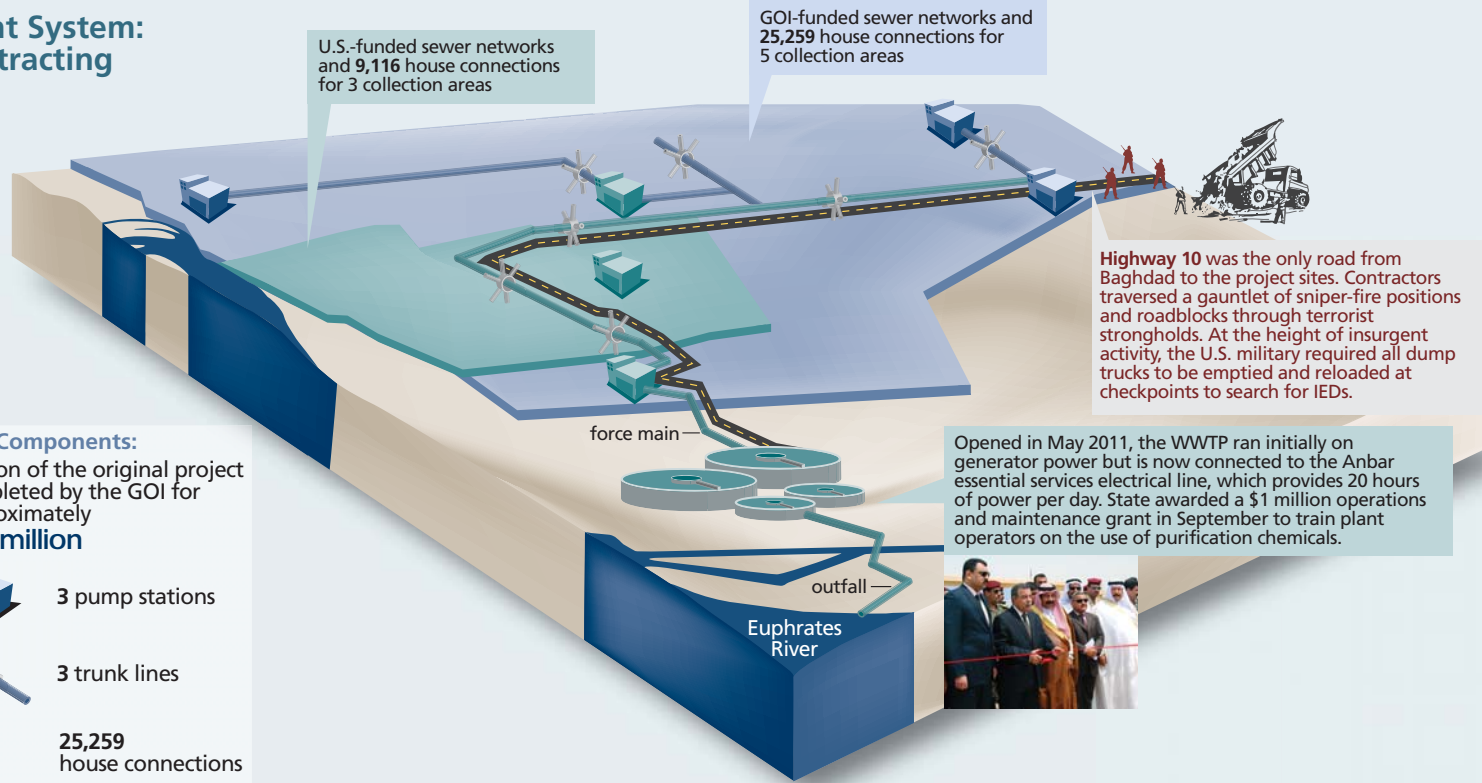 nt System:
tracting
U.S.-funded sewer networks
and 9,116 house connections
for 3 collection areas
GOI-funded sewer networks and
25,259 house connections for
5 collection areas
Highway 10 was the only road from
Baghdad to the project sites. Contractors
traversed a gauntlet of sniper-fire positions
and roadblocks through terrorist
strongholds. At the height of insurgent
activity, the U.S. military required all dump
trucks to be emptied and reloaded at
checkpoints to search for IEDs.
force main
Opened in May 2011, the WWTP ran initially on
generator power but is now connected to the Anbar
essential services electrical line, which provides 20 hours
of power per day. State awarded a $1 million operations
and maintenance grant in September to train plant
operators on the use of purification chemicals.
outfall
Euphrates
River
Components:
on of the original project
pleted by the GOI for
oximately
million
3 pump stations
3 trunk lines
25,259
house connections